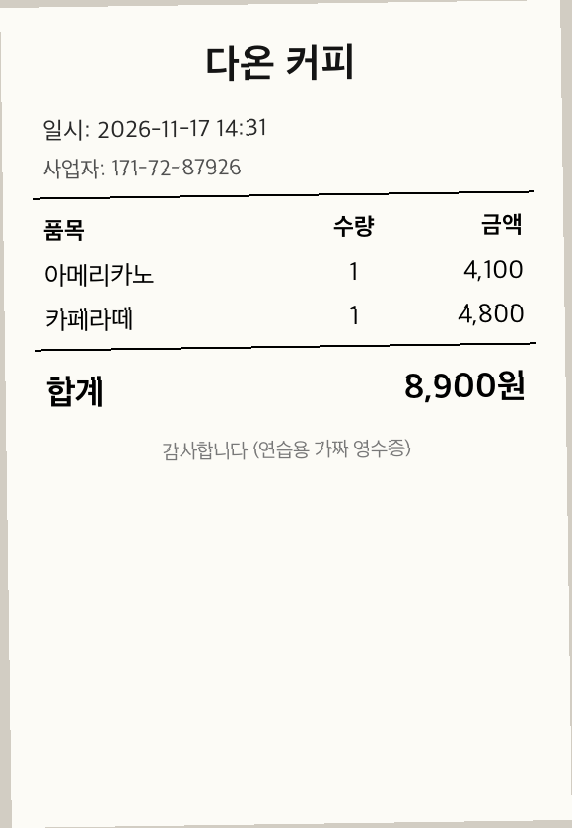 다온 커피
일시: 2026-11-17 14:31
사업자: 171-72-87926
품목 수량 금액
아메리카노 1 4,100
카페라떼 1 4,800
합계 8,900원
감사합니다 (연습용 가짜 영수증)